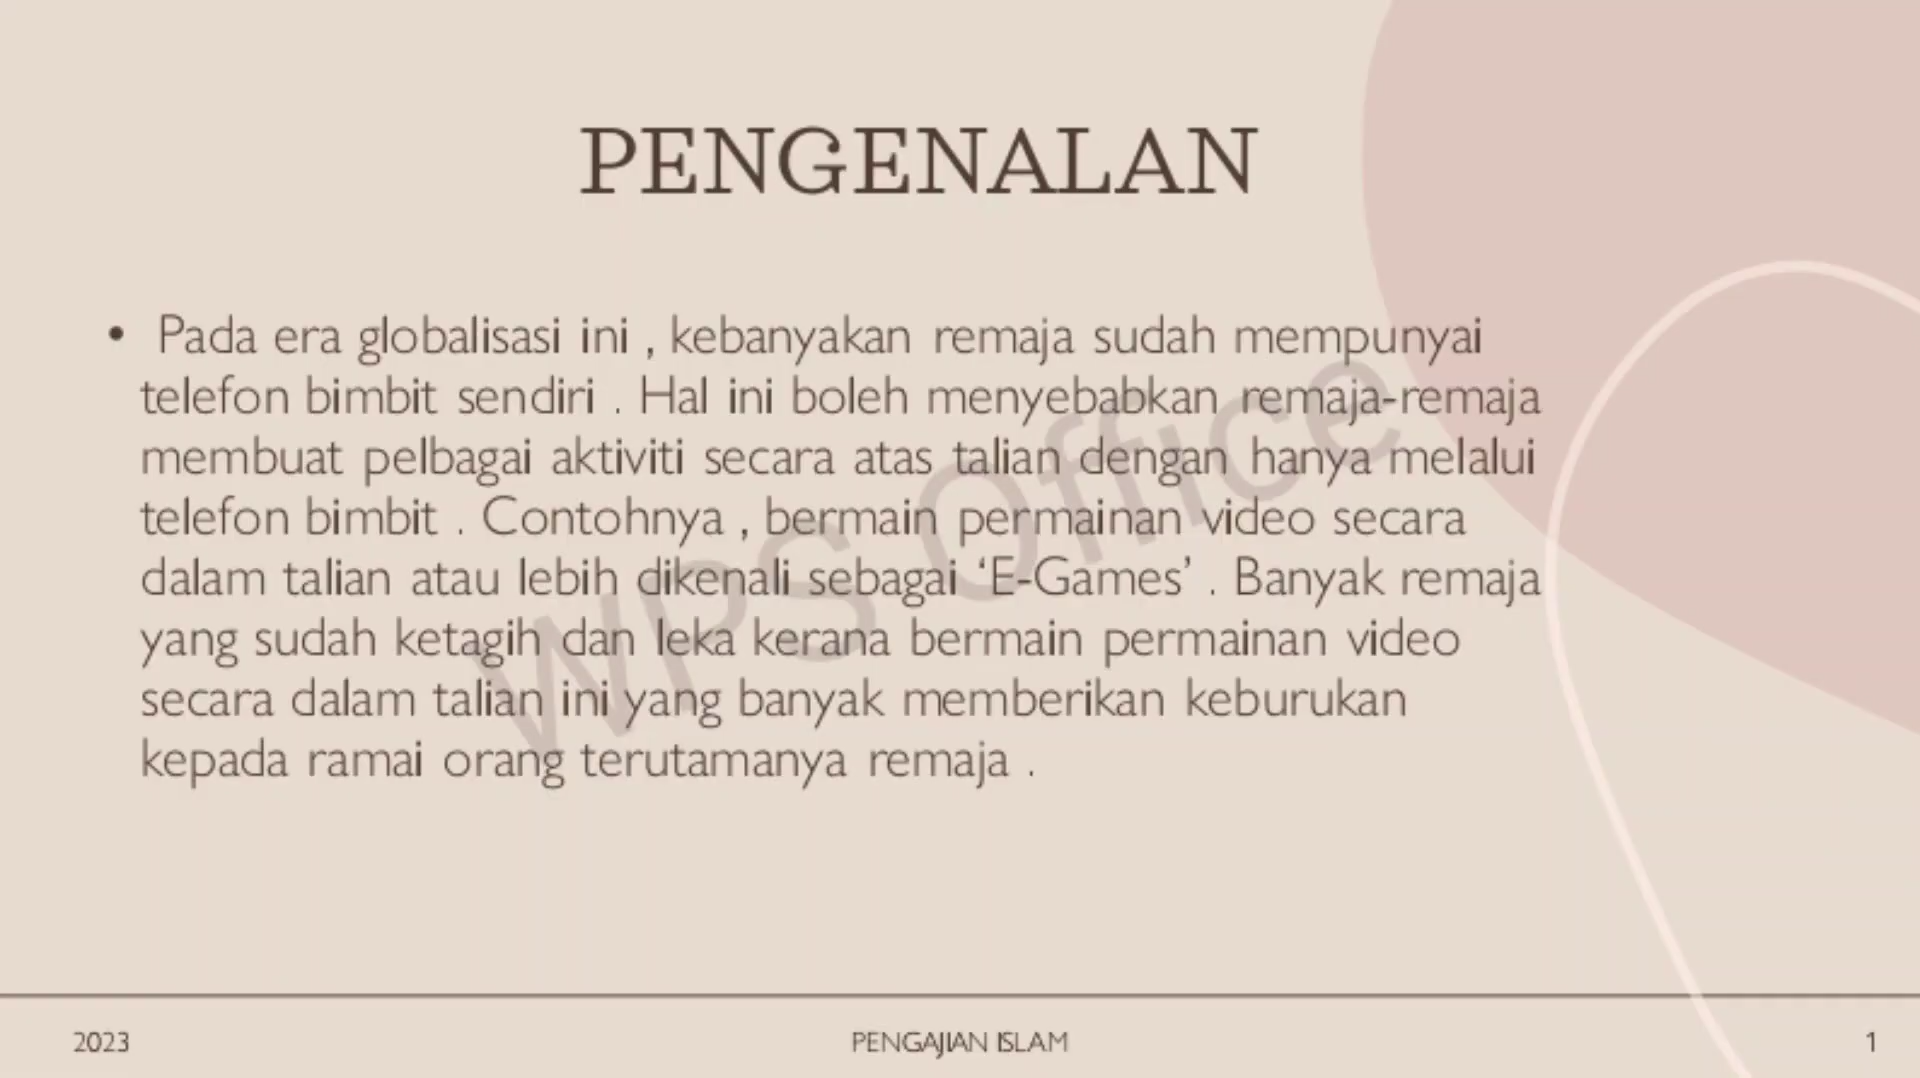 PENGENALAN
• Pada era globalisasi ini , kebanyakan remaja sudah mempunyai
telefon bimbit sendiri . Hal ini boleh menyebabkan remaja-remaja
membuat pelbagai aktiviti secara atas talian dengan hanya melalui
telefon bimbit . Contohnya , bermain permainan video secara
dalam talian atau lebih dikenali sebagai ‘E-Games’ . Banyak remaja
yang sudah ketagih dan leka kerana bermain permainan video
secara dalam talian ini yang banyak memberikan keburukan
kepada ramai orang terutamanya remaja .
WPS Office
2023
PENGAJIAN ISLAM
1